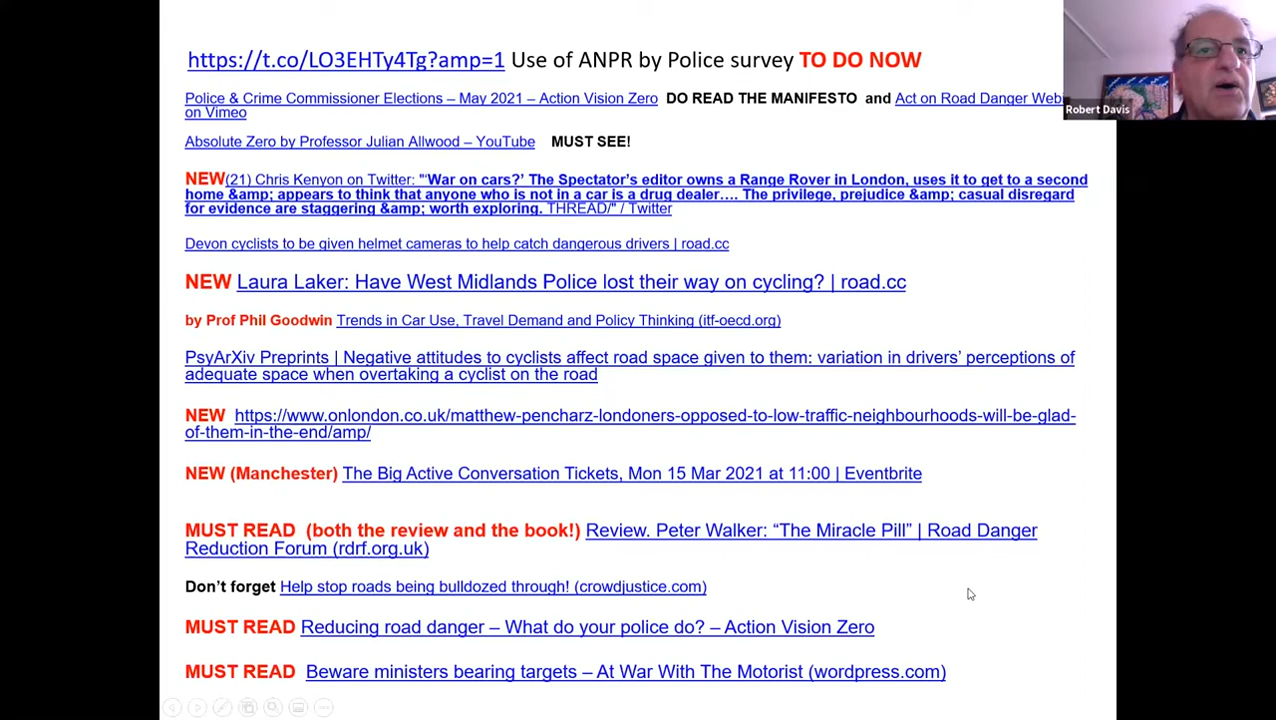 https://t.co/LO3EHTy4Tg?amp=1 Use of ANPR by Police survey TO DO NOW
Police & Crime Commissioner Elections – May 2021 – Action Vision Zero DO READ THE MANIFESTO and Act on Road Danger Web
on Vimeo
Robert Davis
Absolute Zero by Professor Julian Allwood – YouTube MUST SEE!
NEW(21) Chris Kenyon on Twitter: "‘War on cars?’ The Spectator’s editor owns a Range Rover in London, uses it to get to a second
home &amp; appears to think that anyone who is not in a car is a drug dealer…. The privilege, prejudice &amp; casual disregard
for evidence are staggering &amp; worth exploring. THREAD/" / Twitter
Devon cyclists to be given helmet cameras to help catch dangerous drivers | road.cc
NEW Laura Laker: Have West Midlands Police lost their way on cycling? | road.cc
by Prof Phil Goodwin Trends in Car Use, Travel Demand and Policy Thinking (itf-oecd.org)
PsyArXiv Preprints | Negative attitudes to cyclists affect road space given to them: variation in drivers’ perceptions of
adequate space when overtaking a cyclist on the road
NEW https://www.onlondon.co.uk/matthew-pencharz-londoners-opposed-to-low-traffic-neighbourhoods-will-be-glad-
of-them-in-the-end/amp/
NEW (Manchester) The Big Active Conversation Tickets, Mon 15 Mar 2021 at 11:00 | Eventbrite
MUST READ (both the review and the book!) Review. Peter Walker: “The Miracle Pill” | Road Danger
Reduction Forum (rdrf.org.uk)
Don’t forget Help stop roads being bulldozed through! (crowdjustice.com)
MUST READ Reducing road danger – What do your police do? – Action Vision Zero
MUST READ Beware ministers bearing targets – At War With The Motorist (wordpress.com)